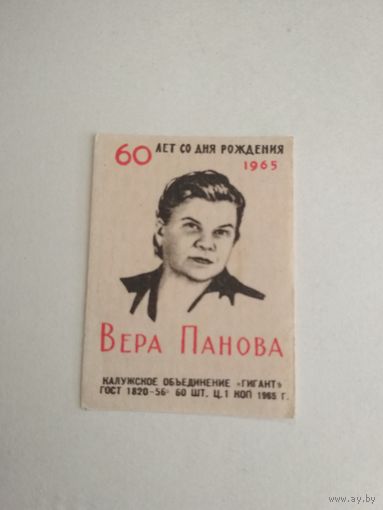 60 ЛЕТ СО ДНЯ РОЖДЕНИЯ
1965
ВЕРА ПАНОВА
КАЛУЖСКОЕ ОБЪЕДИНЕНИЕ «ГИГАНТ»
ГОСТ 1820-56 60 ШТ. Ц.1 КОП 1965 Г.
www.ay.by